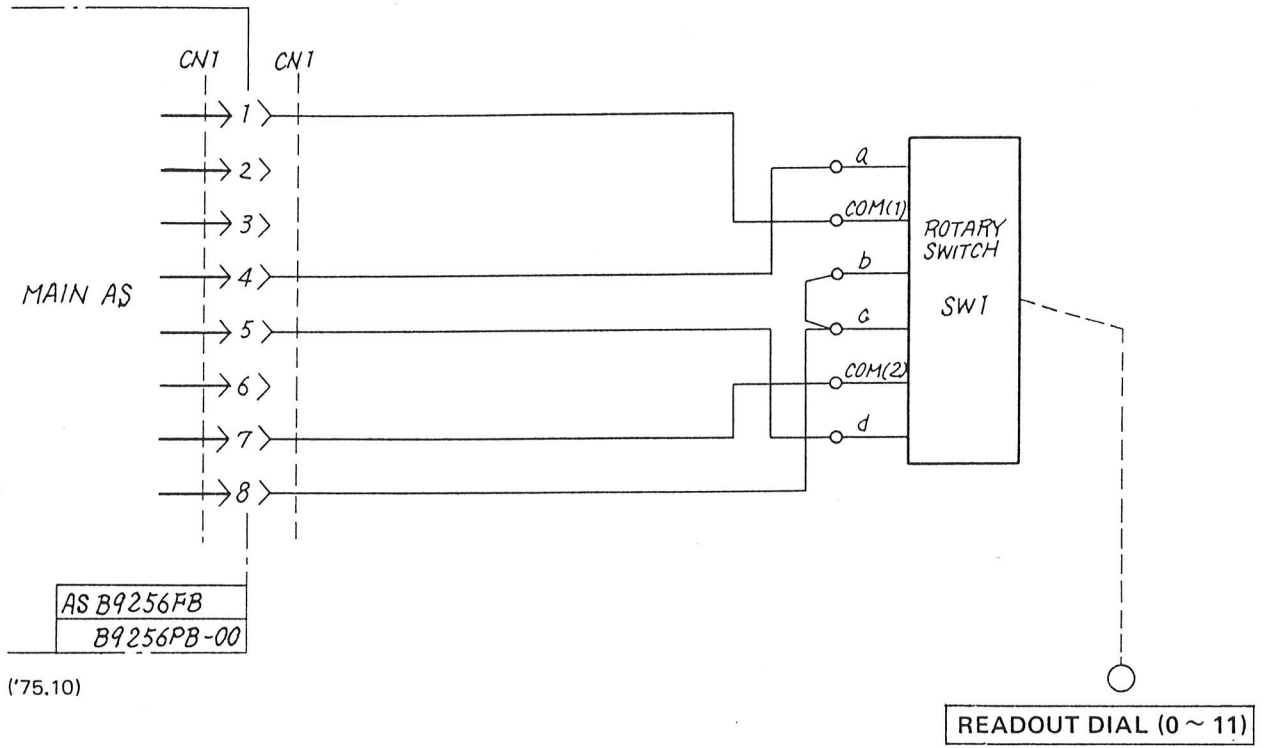 CN1
CN1
1
2
3
4
5
6
7
8
MAIN AS
a
COM(1)
b
c
COM(2)
d
ROTARY
SWITCH
SW1
AS B9256FB
B9256PB-00
('75.10)
READOUT DIAL (0 ~ 11)